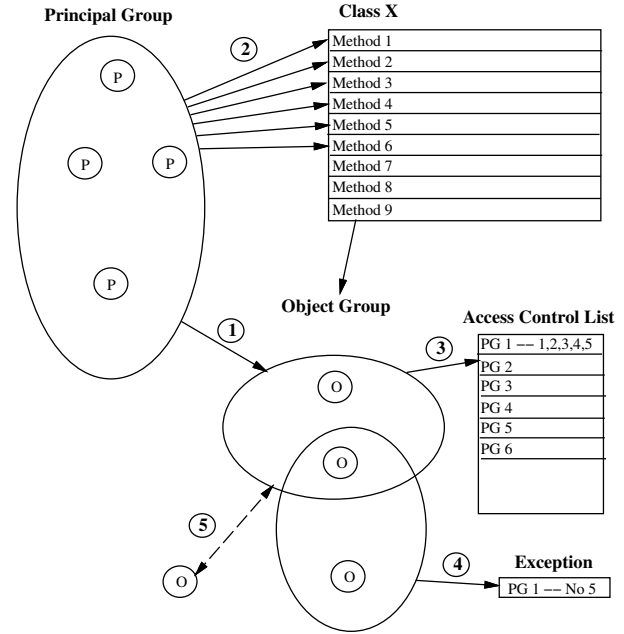 Principal Group
Class X
2
Method 1
Method 2
Method 3
Method 4
Method 5
Method 6
Method 7
Method 8
Method 9
P
P
P
P
Object Group
1
3
Access Control List
PG 1 −− 1,2,3,4,5
PG 2
PG 3
PG 4
PG 5
PG 6
O
O
O
O
5
4
Exception
PG 1 −− No 5